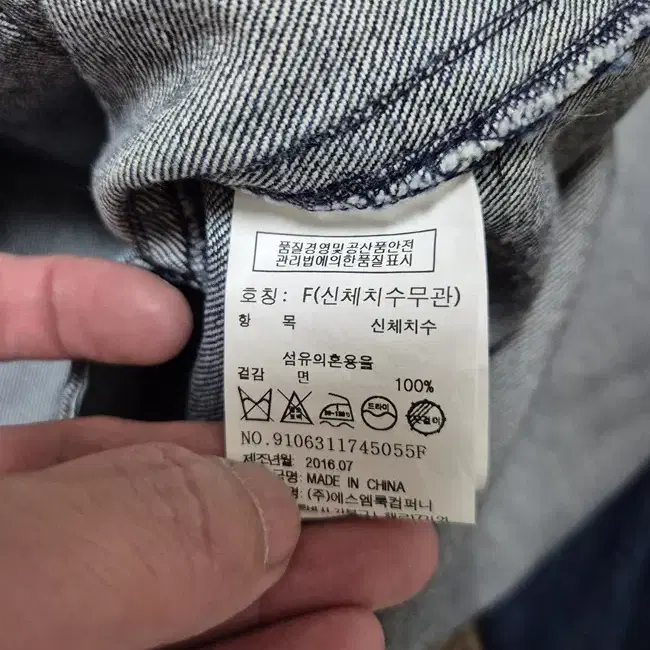 품질경영및공산품안전
관리법에의한품질표시
호칭: F(신체치수무관)
항 목 신체치수
섬유의혼용율
겉감 면 100%
드라이
NO.9106311745055F
제조년월: 2016.07
국명: MADE IN CHINA
명: (주)에스엠룩컴퍼니